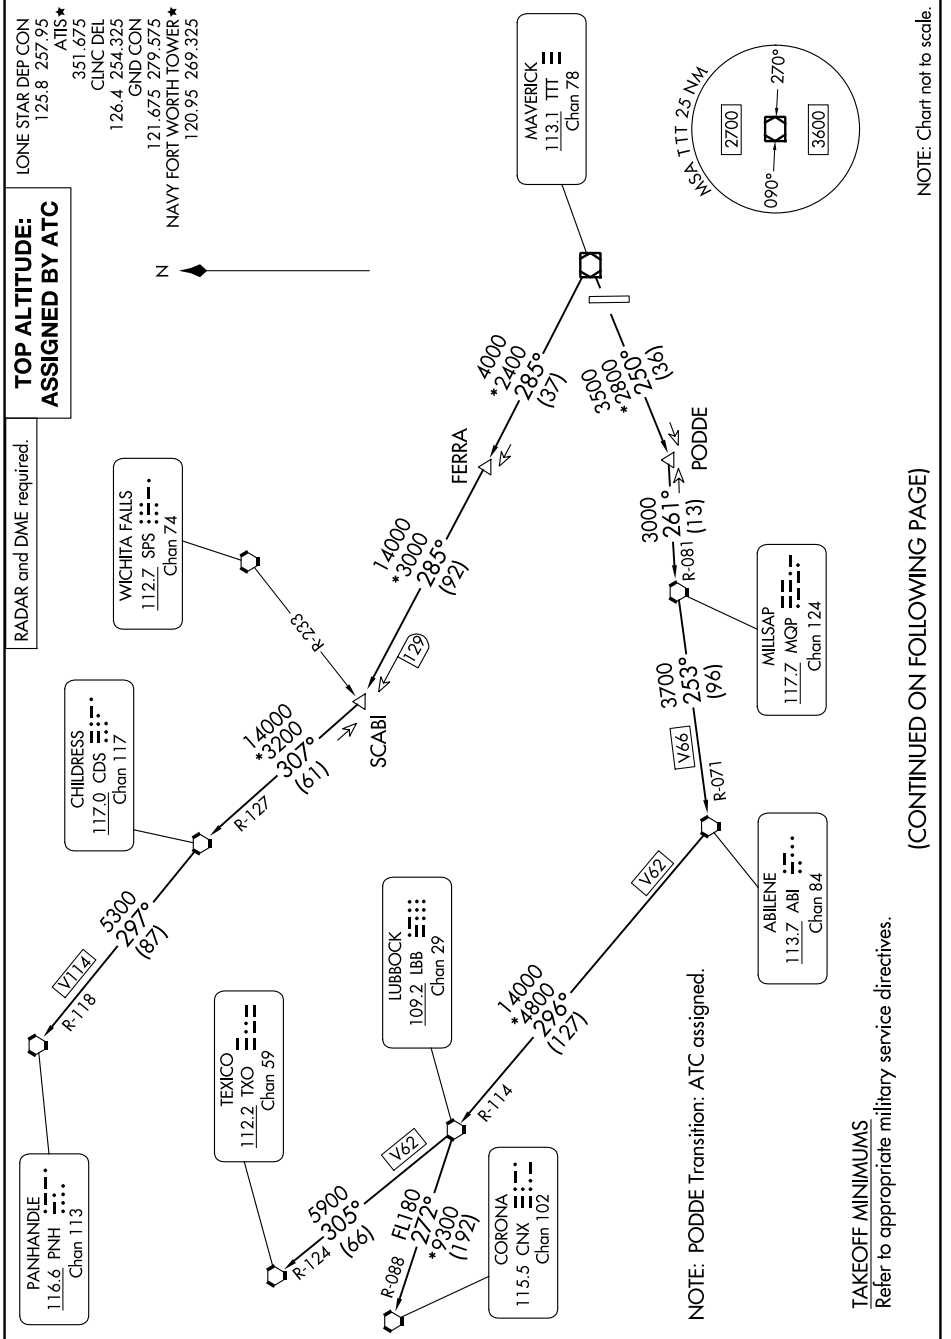 LONE STAR DEP CON
125.8 257.95
ATIS★
351.675
CLNC DEL
126.4 254.325
GND CON
121.675 279.575
NAVY FORT WORTH TOWER★
120.95 269.325
TOP ALTITUDE:
ASSIGNED BY ATC
RADAR and DME required.
N
PANHANDLE
116.6 PNH
Chan 113
R-118
V114
5300
297°
(87)
CHILDRESS
117.0 CDS
Chan 117
R-127
14000
*3200
307°
(61)
WICHITA FALLS
112.7 SPS
Chan 74
R-233
SCABI
129
14000
*3000
285°
(92)
FERRA
4000
*2400
285°
(37)
MAVERICK
113.1 TTT
Chan 78
TEXICO
112.2 TXO
Chan 59
R-124
5900
305°
(66)
V62
LUBBOCK
109.2 LBB
Chan 29
R-114
CORONA
115.5 CNX
Chan 102
R-088
FL180
272°
*9300
(192)
14000
*4800
296°
(127)
V62
ABILENE
113.7 ABI
Chan 84
R-071
V66
3700
253°
(96)
MILLSAP
117.7 MQP
Chan 124
R-081
3000
261°
(13)
PODDE
3500
*2800
250°
(36)
MSA TTT 25 NM
2700
090°
270°
3600
NOTE: PODDE Transition: ATC assigned.
TAKEOFF MINIMUMS
Refer to appropriate military service directives.
(CONTINUED ON FOLLOWING PAGE)
NOTE: Chart not to scale.